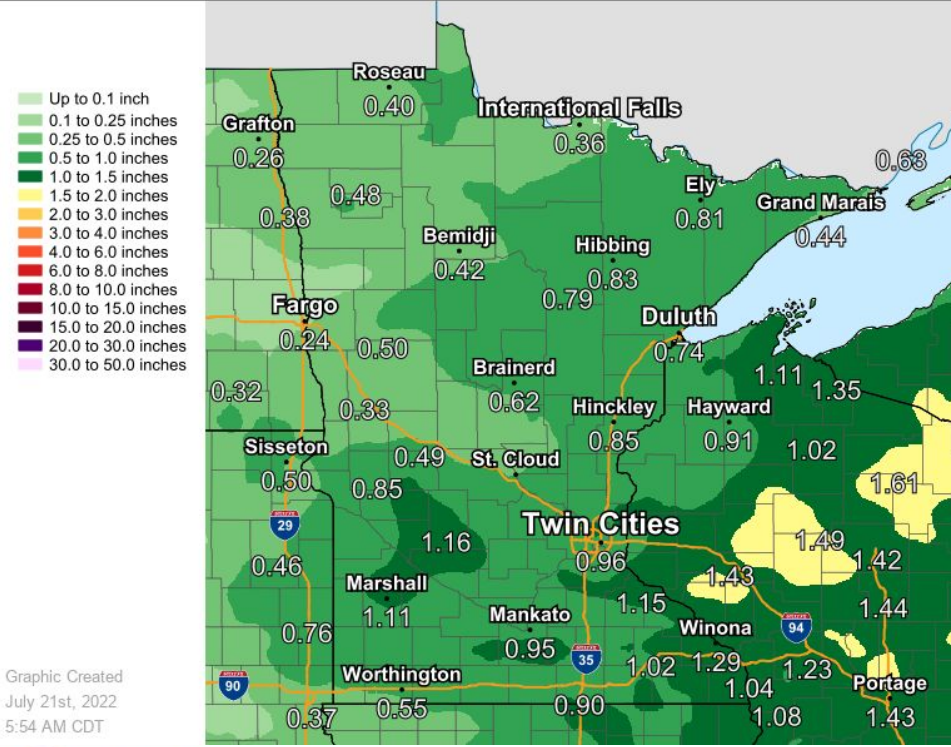 Up to 0.1 inch
0.1 to 0.25 inches
0.25 to 0.5 inches
0.5 to 1.0 inches
1.0 to 1.5 inches
1.5 to 2.0 inches
2.0 to 3.0 inches
3.0 to 4.0 inches
4.0 to 6.0 inches
6.0 to 8.0 inches
8.0 to 10.0 inches
10.0 to 15.0 inches
15.0 to 20.0 inches
20.0 to 30.0 inches
30.0 to 50.0 inches
Roseau
0.40
International Falls
0.36
Grafton
0.26
0.63
Ely
0.81
0.48
Grand Marais
0.44
0.38
Bemidji
0.42
Hibbing
0.83
0.79
Fargo
0.24
Duluth
0.74
0.50
Brainerd
0.62
1.11
1.35
0.32
0.33
Hinckley
0.85
Hayward
0.91
Sisseton
0.50
0.49
St. Cloud
1.02
0.85
1.61
29
Twin Cities
0.96
1.16
1.49
1.42
0.46
1.43
Marshall
1.11
1.15
1.44
Mankato
0.95
Winona
94
0.76
35
1.02
1.29
1.23
90
Worthington
0.55
1.04
Portage
1.43
0.37
0.90
1.08
Graphic Created
July 21st, 2022
5:54 AM CDT